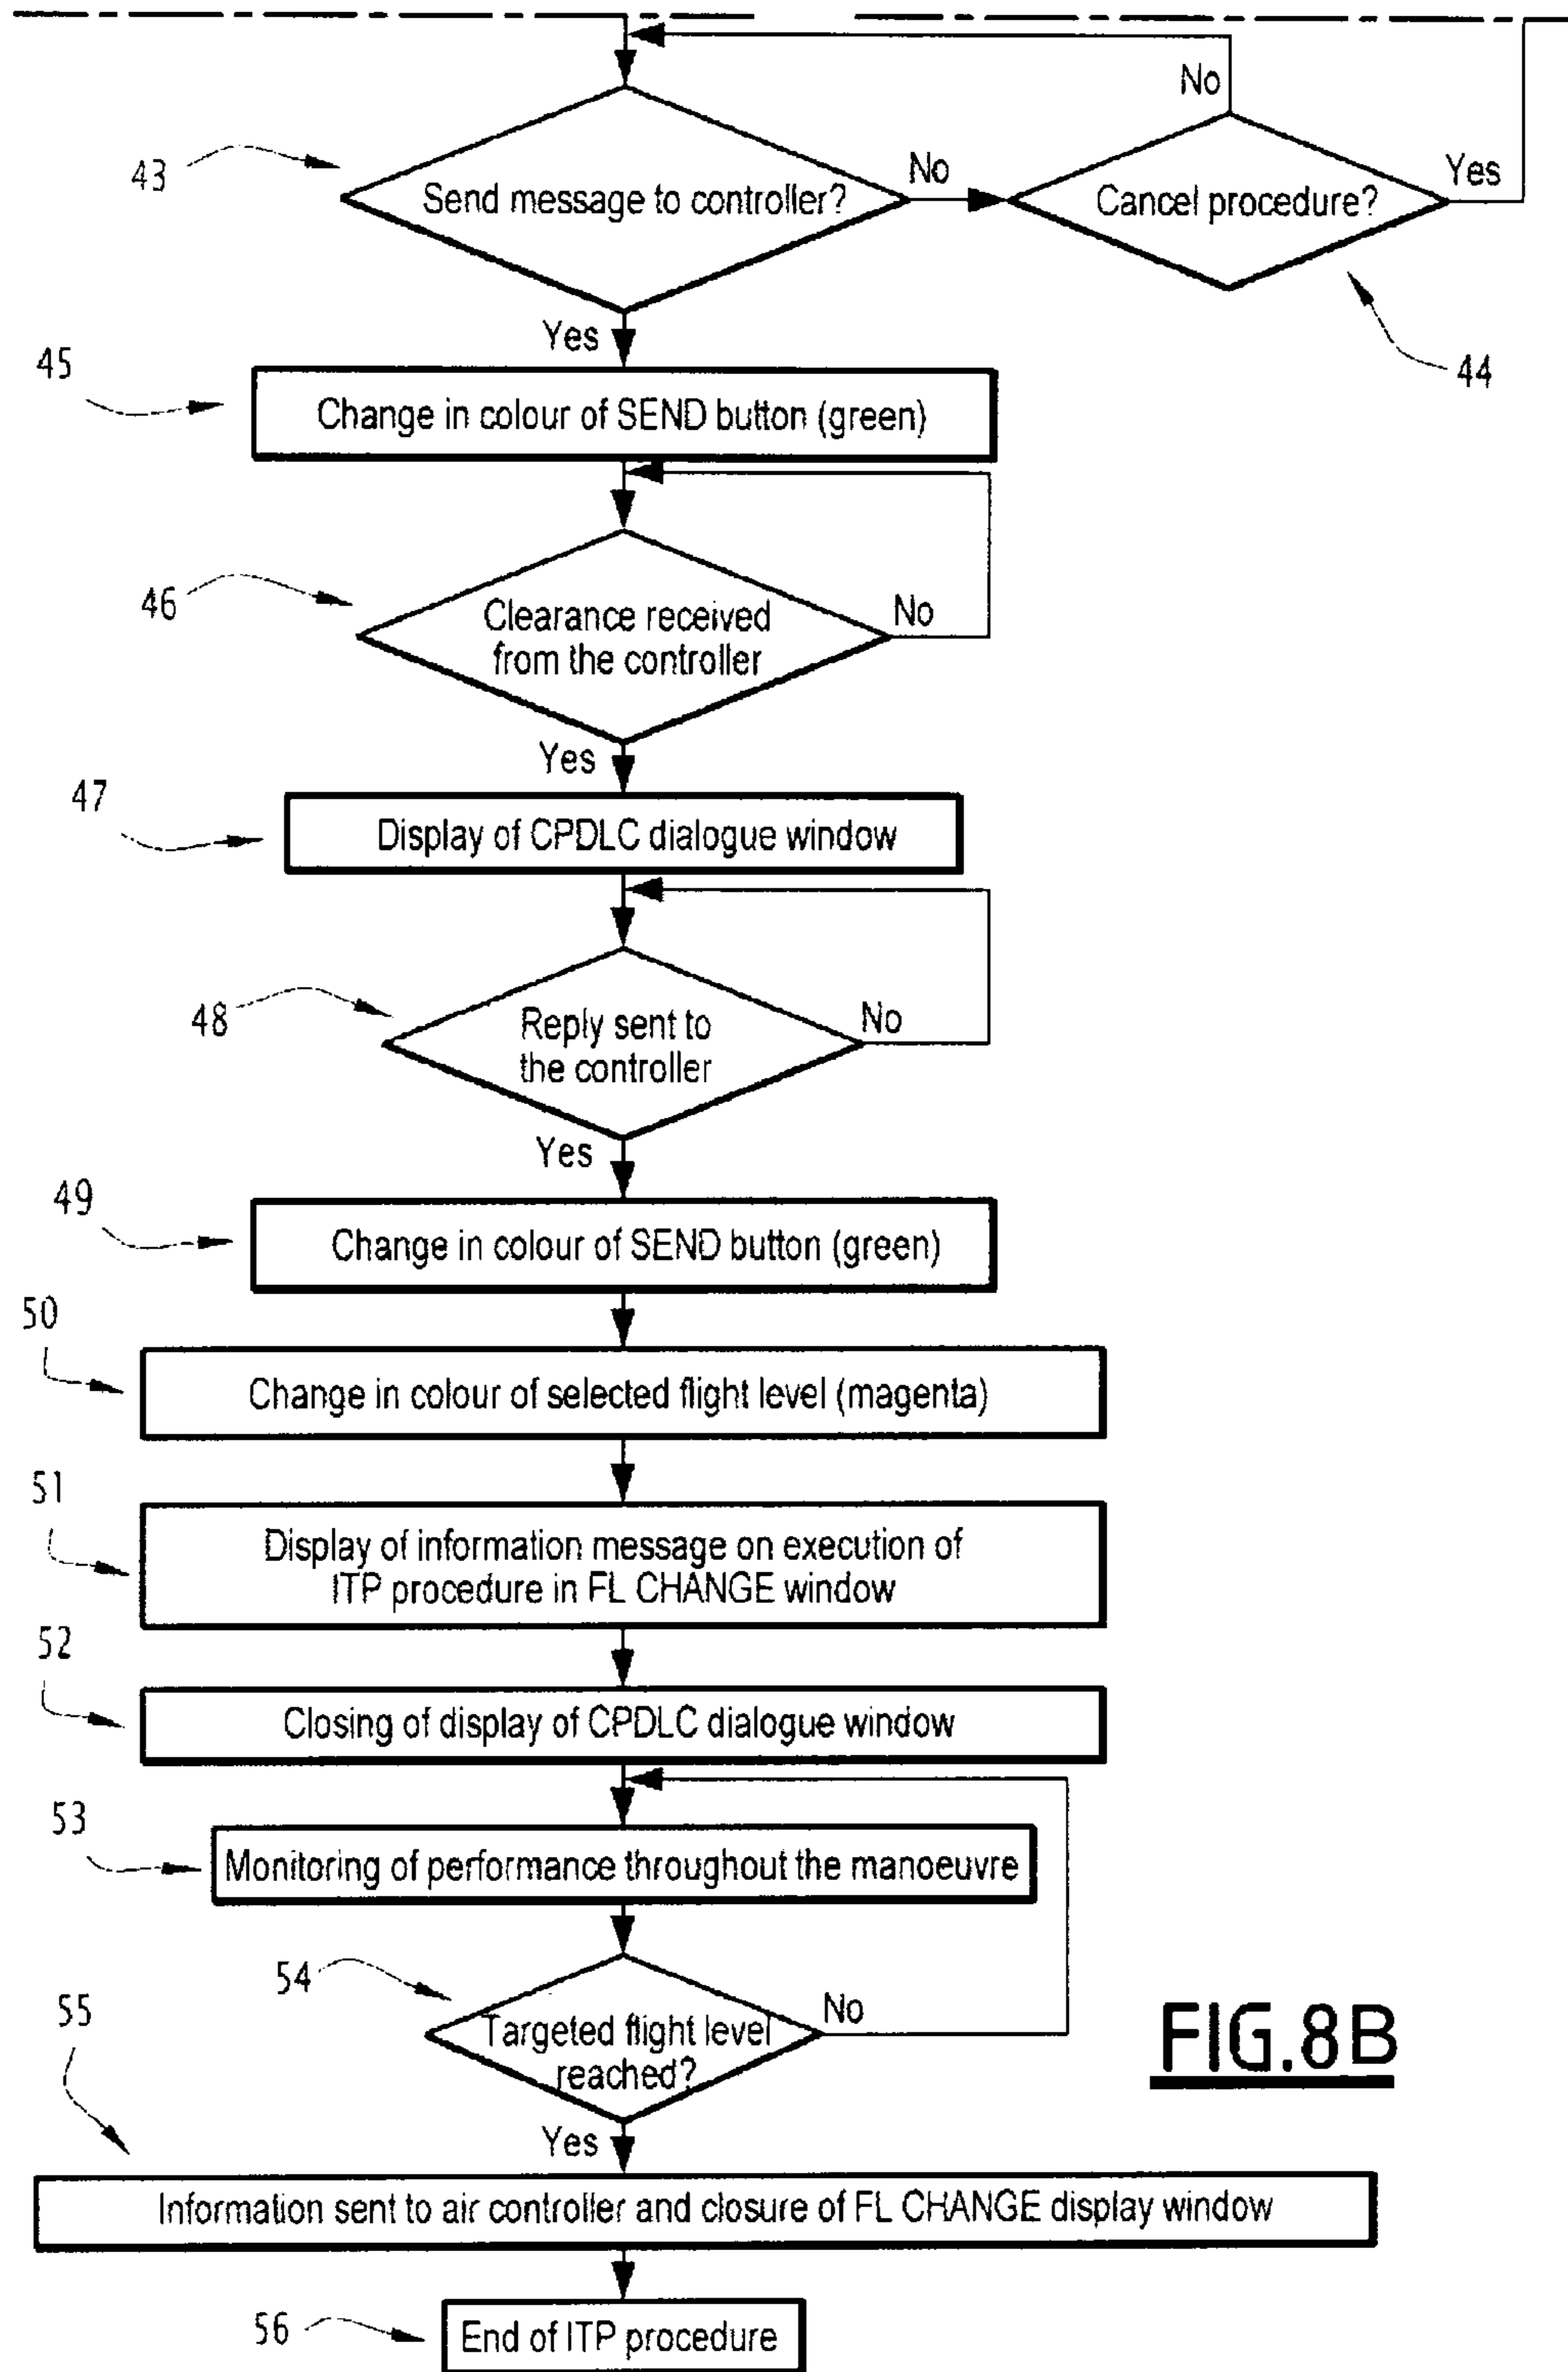 No
43
Send message to controller?
No
Cancel procedure?
Yes
44
Yes
45
Change in colour of SEND button (green)
46
Clearance received
from the controller
No
Yes
47
Display of CPDLC dialogue window
48
Reply sent to
the controller
No
Yes
49
Change in colour of SEND button (green)
50
Change in colour of selected flight level (magenta)
51
Display of information message on execution of
ITP procedure in FL CHANGE window
52
Closing of display of CPDLC dialogue window
53
Monitoring of performance throughout the manoeuvre
54
Targeted flight level
reached?
No
Yes
55
Information sent to air controller and closure of FL CHANGE display window
56
End of ITP procedure
FIG.8B